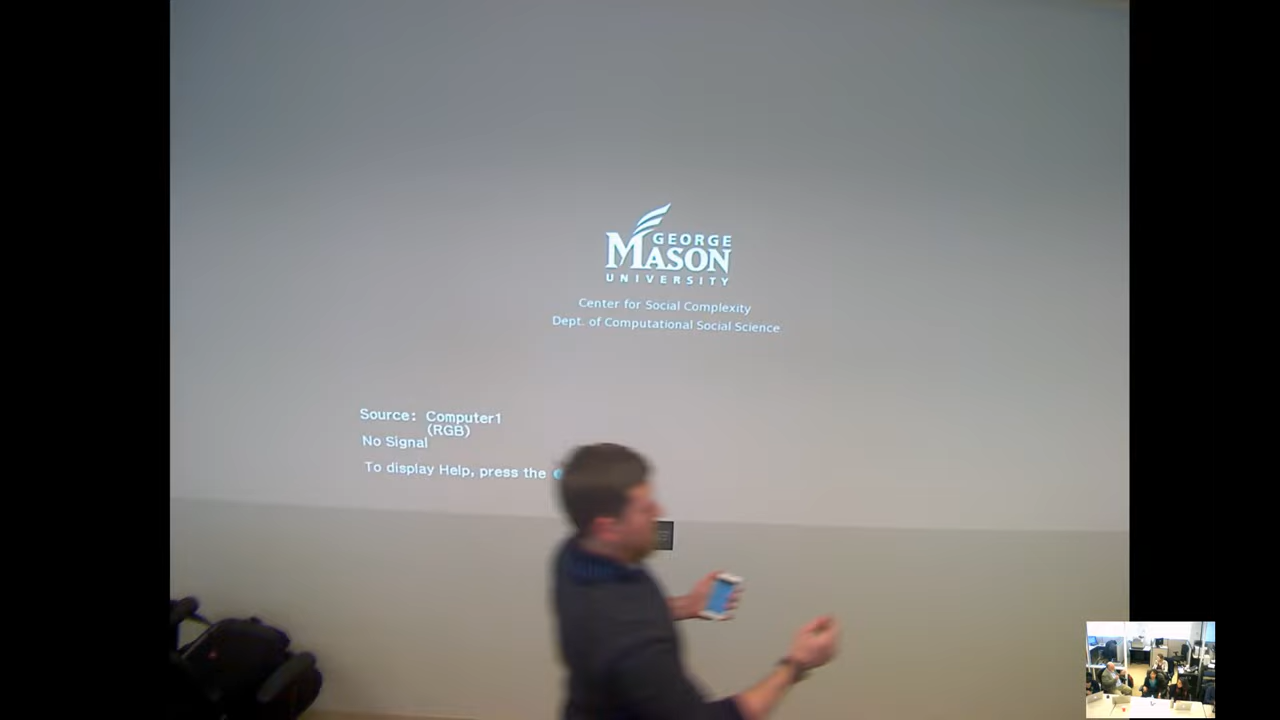 GEORGE
MASON
UNIVERSITY
Center for Social Complexity
Dept. of Computational Social Science
Source: Computer1
(RGB)
No Signal
To display Help, press the